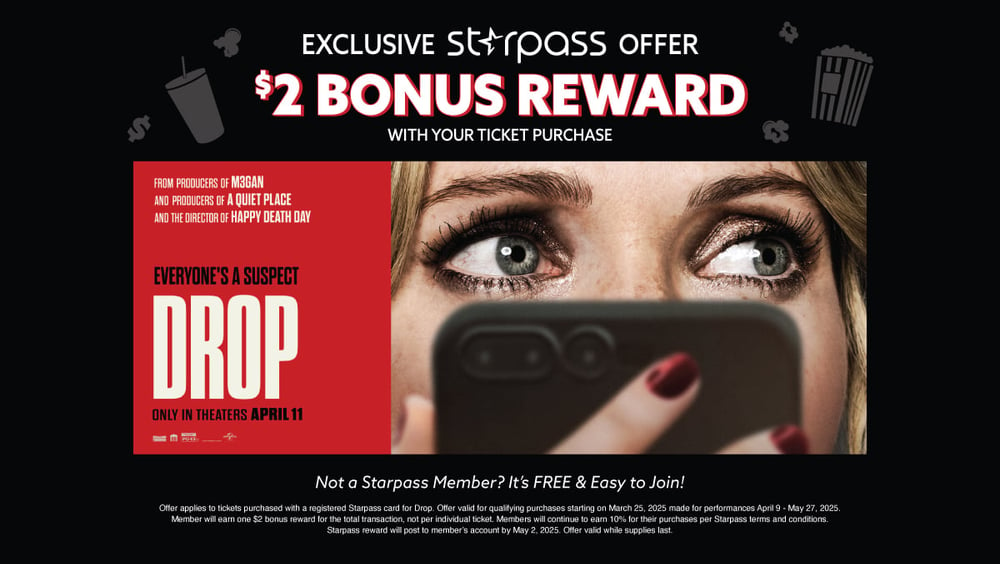 EXCLUSIVE starpass OFFER
$2 BONUS REWARD
WITH YOUR TICKET PURCHASE
FROM PRODUCERS OF M3GAN
AND PRODUCERS OF A QUIET PLACE
AND THE DIRECTOR OF HAPPY DEATH DAY
EVERYONE'S A SUSPECT
DROP
ONLY IN THEATERS APRIL 11
Not a Starpass Member? It's FREE & Easy to Join!
Offer applies to tickets purchased with a registered Starpass card for Drop. Offer valid for qualifying purchases starting on March 25, 2025 made for performances April 9 - May 27, 2025.
Member will earn one $2 bonus reward for the total transaction, not per individual ticket. Members will continue to earn 10% for their purchases per Starpass terms and conditions.
Starpass reward will post to member's account by May 2, 2025. Offer valid while supplies last.